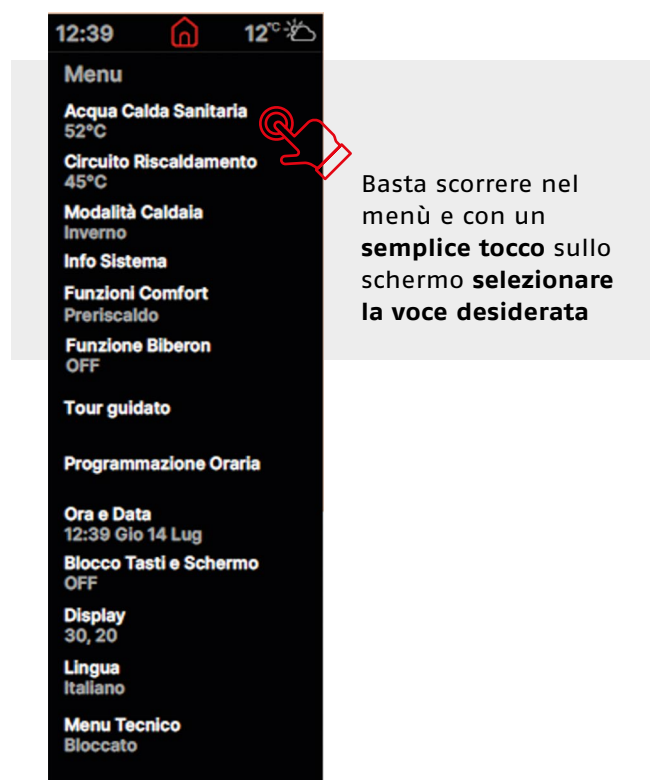 12:39
12°C
Menu
Acqua Calda Sanitaria
52°C
Circuito Riscaldamento
45°C
Modalità Caldaia
Inverno
Info Sistema
Funzioni Comfort
Preriscaldo
Funzione Biberon
OFF
Tour guidato
Programmazione Oraria
Ora e Data
12:39 Gio 14 Lug
Blocco Tasti e Schermo
OFF
Display
30, 20
Lingua
Italiano
Menu Tecnico
Bloccato
Basta scorrere nel
menù e con un
semplice tocco sullo
schermo selezionare
la voce desiderata